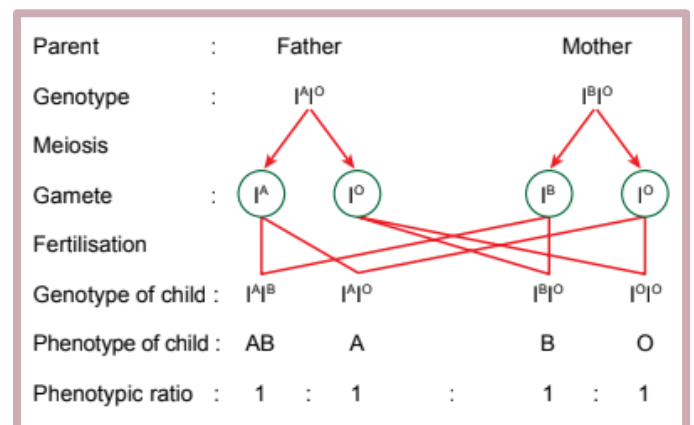 Parent : Father Mother
Genotype : IᴬIᴼ IᴮIᴼ
Meiosis
Gamete : Iᴬ Iᴼ Iᴮ Iᴼ
Fertilisation
Genotype of child : IᴬIᴮ IᴬIᴼ IᴮIᴼ IᴼIᴼ
Phenotype of child : AB A B O
Phenotypic ratio : 1 : 1 : 1 : 1